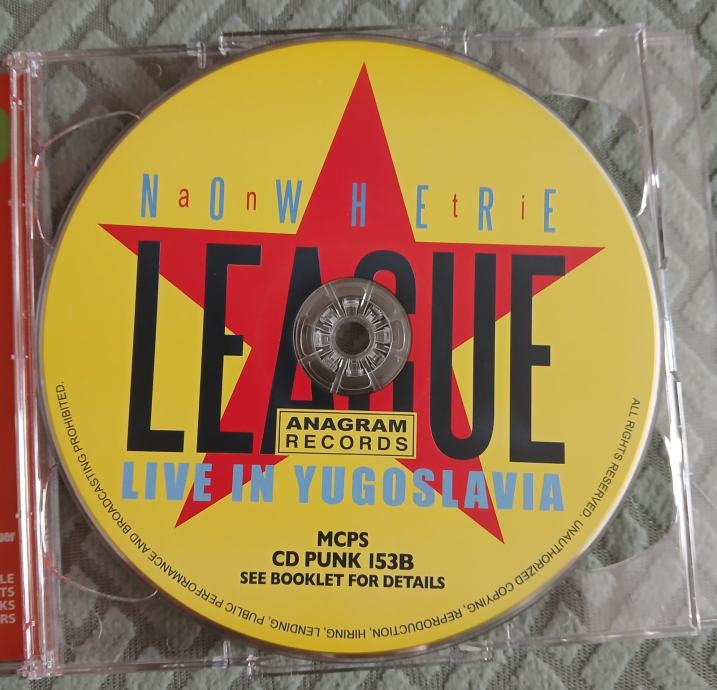 NaOnWHEtRiE
LEAGUE
ANAGRAM
RECORDS
LIVE IN YUGOSLAVIA
MCPS
CD PUNK 153B
SEE BOOKLET FOR DETAILS
ALL RIGHTS RESERVED. UNAUTHORIZED COPYING, REPRODUCTION, HIRING, LENDING, PUBLIC PERFORMANCE AND BROADCASTING PROHIBITED.